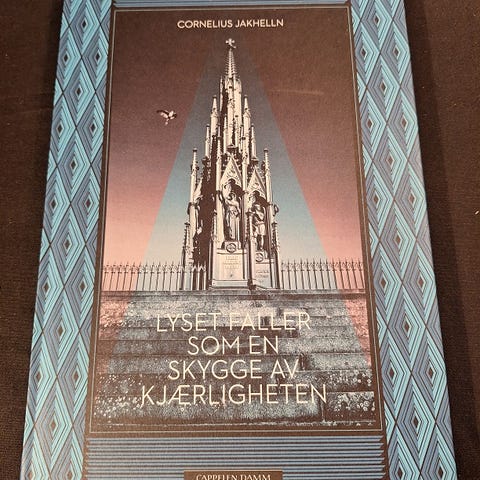 CORNELIUS JAKHELLN
LYSET FALLER
SOM EN
SKYGGE AV
KJÆRLIGHETEN
CAPPELEN DAMM